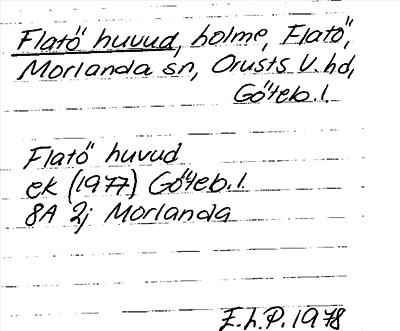 Flatö huvud, holme, Flatö,
Morlanda sn, Orusts V. hd,
Göteb. l.
Flatö huvud
ek (1977) Göteb. l.
8A 2j Morlanda
E.h.P. 1978